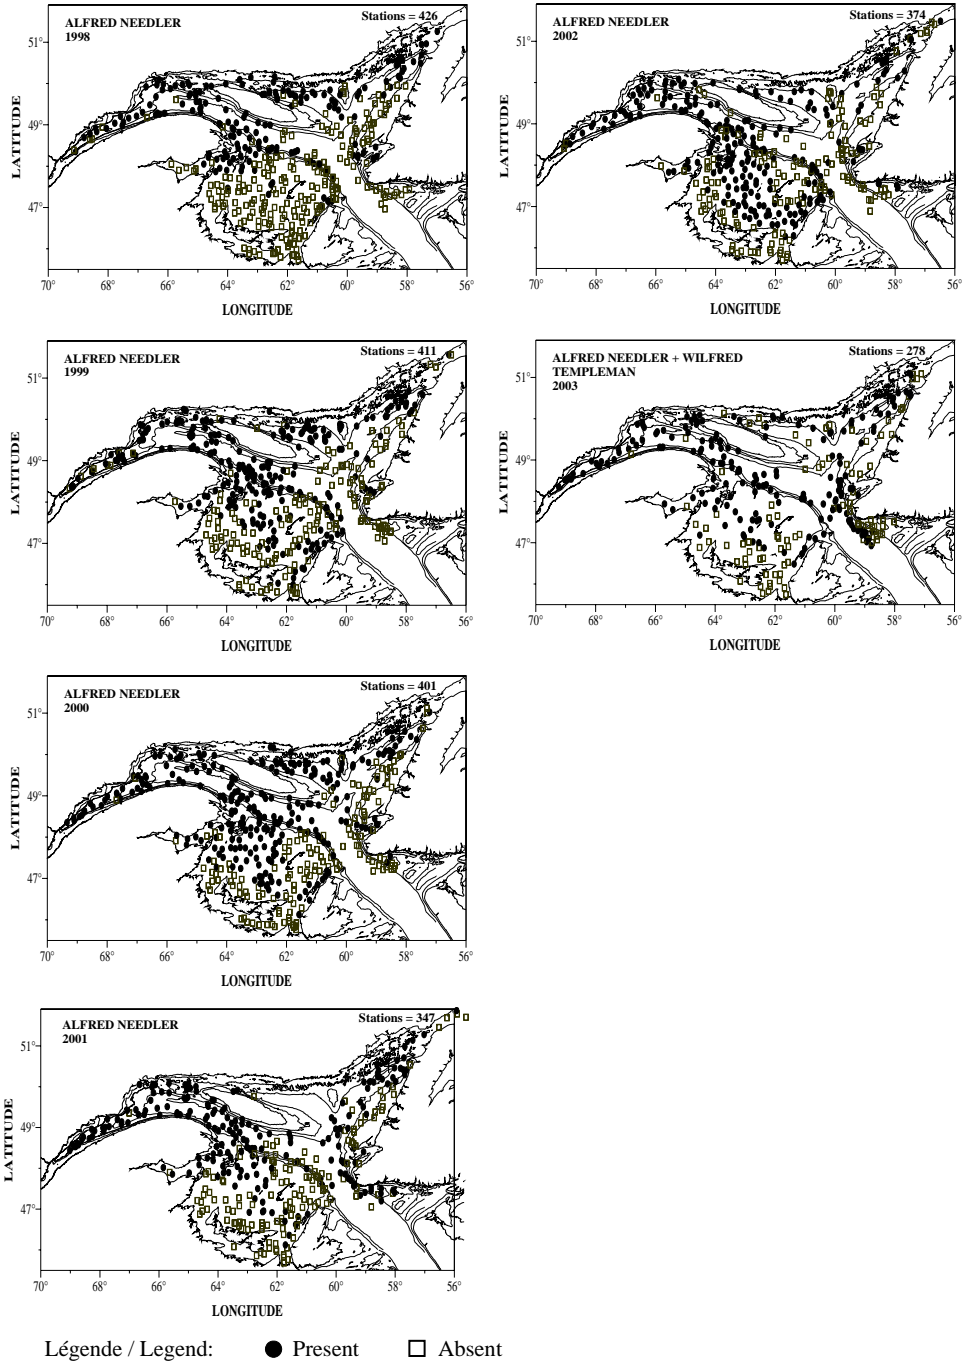 ALFRED NEEDLER
1998
Stations = 426
51°
49°
47°
LATITUDE
70° 68° 66° 64° 62° 60° 58° 56°
LONGITUDE
ALFRED NEEDLER
2002
Stations = 374
51°
49°
47°
LATITUDE
70° 68° 66° 64° 62° 60° 58° 56°
LONGITUDE
ALFRED NEEDLER
1999
Stations = 411
51°
49°
47°
LATITUDE
70° 68° 66° 64° 62° 60° 58° 56°
LONGITUDE
ALFRED NEEDLER + WILFRED
TEMPLEMAN
2003
Stations = 278
51°
49°
47°
LATITUDE
70° 68° 66° 64° 62° 60° 58° 56°
LONGITUDE
ALFRED NEEDLER
2000
Stations = 401
51°
49°
47°
LATITUDE
70° 68° 66° 64° 62° 60° 58° 56°
LONGITUDE
ALFRED NEEDLER
2001
Stations = 347
51°
49°
47°
LATITUDE
70° 68° 66° 64° 62° 60° 58° 56°
LONGITUDE
Légende / Legend: Present Absent